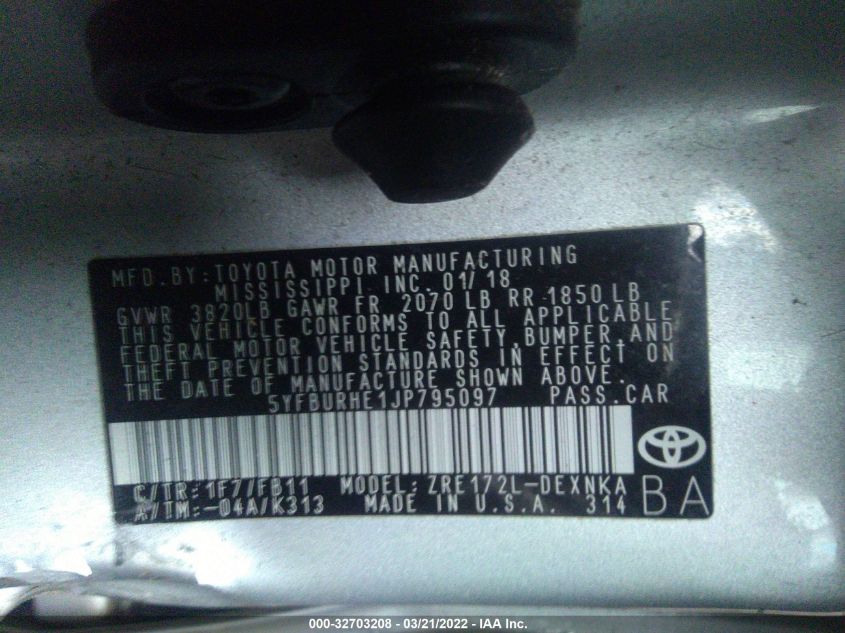 MFD. BY: TOYOTA MOTOR MANUFACTURING
MISSISSIPPI INC. 01/18
GVWR 3820LB GAWR FR 2070 LB RR 1850 LB
THIS VEHICLE CONFORMS TO ALL APPLICABLE
FEDERAL MOTOR VEHICLE SAFETY, BUMPER, AND
THEFT PREVENTION STANDARDS IN EFFECT ON
THE DATE OF MANUFACTURE SHOWN ABOVE.
5YFBURHE1JP795097 PASS. CAR
C/TR: 1F7/FB11 MODEL: ZRE172L-DEXNKA
A/TM: -04A/K313 MADE IN U.S.A. 314 BA
000-32703208 - 03/21/2022 - IAA Inc.